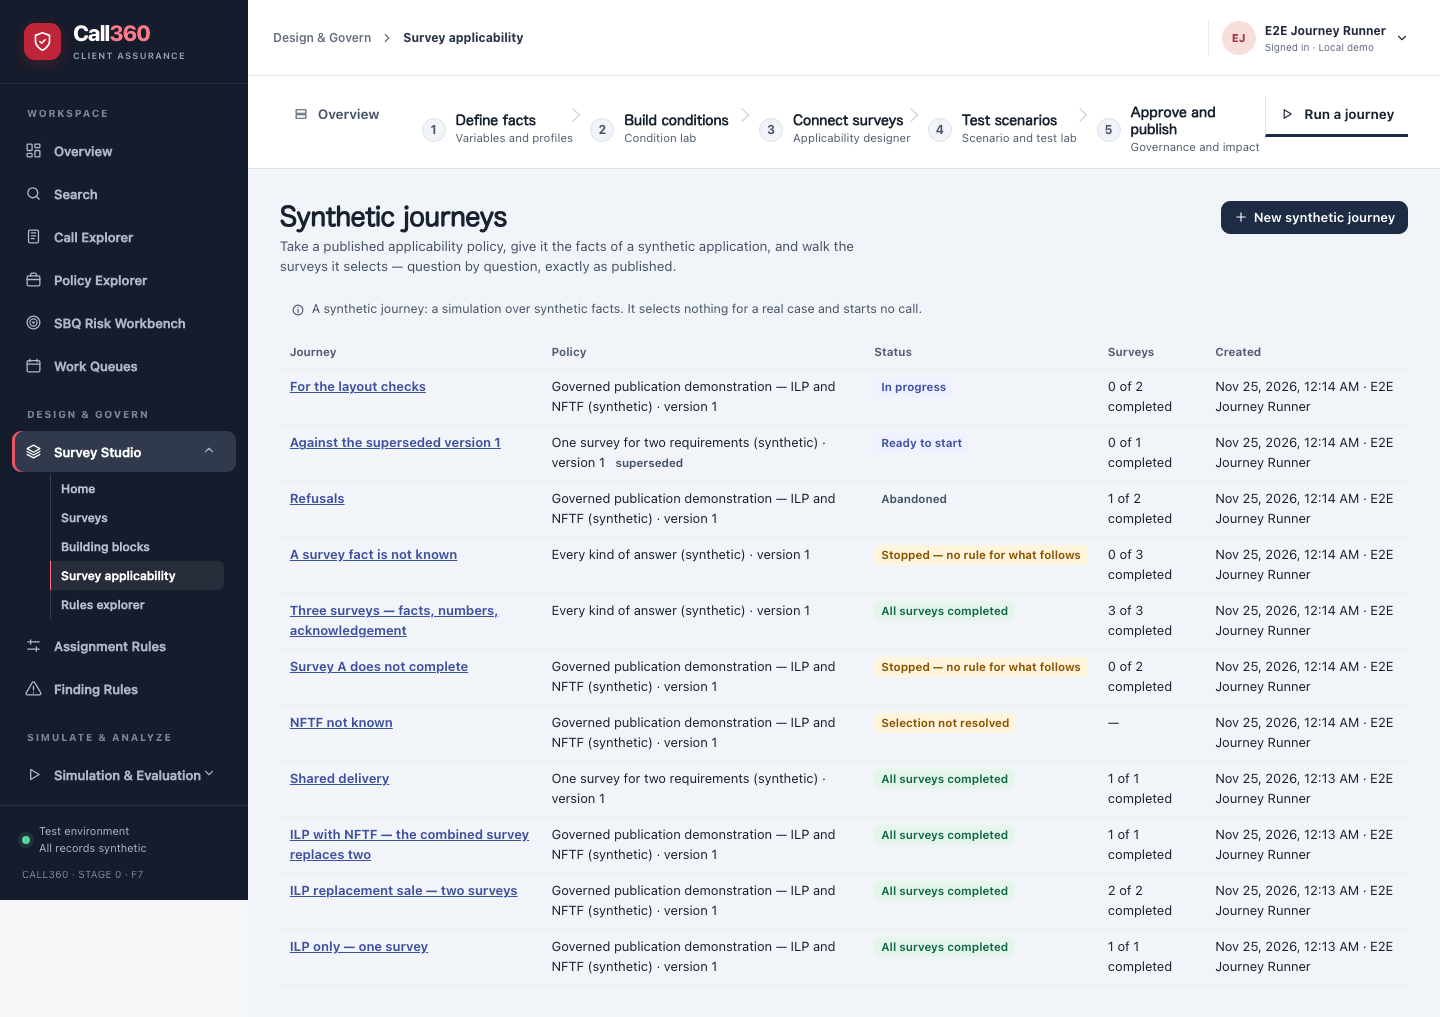 Call360
CLIENT ASSURANCE
WORKSPACE
Overview
Search
Call Explorer
Policy Explorer
SBQ Risk Workbench
Work Queues
DESIGN & GOVERN
Survey Studio
Home
Surveys
Building blocks
Survey applicability
Rules explorer
Assignment Rules
Finding Rules
SIMULATE & ANALYZE
Simulation & Evaluation
Test environment
All records synthetic
CALL360 · STAGE 0 · F7
Design & Govern > Survey applicability
EJ
E2E Journey Runner
Signed in · Local demo
Overview
1 Define facts
Variables and profiles
2 Build conditions
Condition lab
3 Connect surveys
Applicability designer
4 Test scenarios
Scenario and test lab
5 Approve and
publish
Governance and impact
Run a journey
Synthetic journeys
New synthetic journey
Take a published applicability policy, give it the facts of a synthetic application, and walk the
surveys it selects — question by question, exactly as published.
A synthetic journey: a simulation over synthetic facts. It selects nothing for a real case and starts no call.
Journey Policy Status Surveys Created
For the layout checks Governed publication demonstration — ILP and In progress 0 of 2 Nov 25, 2026, 12:14 AM · E2E
NFTF (synthetic) · version 1 completed Journey Runner
Against the superseded version 1 One survey for two requirements (synthetic) · Ready to start 0 of 1 Nov 25, 2026, 12:14 AM · E2E
version 1 superseded completed Journey Runner
Refusals Governed publication demonstration — ILP and Abandoned 1 of 2 Nov 25, 2026, 12:14 AM · E2E
NFTF (synthetic) · version 1 completed Journey Runner
A survey fact is not known Every kind of answer (synthetic) · version 1 Stopped — no rule for what follows 0 of 3 Nov 25, 2026, 12:14 AM · E2E
completed Journey Runner
Three surveys — facts, numbers, Every kind of answer (synthetic) · version 1 All surveys completed 3 of 3 Nov 25, 2026, 12:14 AM · E2E
acknowledgement completed Journey Runner
Survey A does not complete Governed publication demonstration — ILP and Stopped — no rule for what follows 0 of 2 Nov 25, 2026, 12:14 AM · E2E
NFTF (synthetic) · version 1 completed Journey Runner
NFTF not known Governed publication demonstration — ILP and Selection not resolved — Nov 25, 2026, 12:14 AM · E2E
NFTF (synthetic) · version 1 Journey Runner
Shared delivery One survey for two requirements (synthetic) · All surveys completed 1 of 1 Nov 25, 2026, 12:13 AM · E2E
version 1 completed Journey Runner
ILP with NFTF — the combined survey Governed publication demonstration — ILP and All surveys completed 1 of 1 Nov 25, 2026, 12:13 AM · E2E
replaces two NFTF (synthetic) · version 1 completed Journey Runner
ILP replacement sale — two surveys Governed publication demonstration — ILP and All surveys completed 2 of 2 Nov 25, 2026, 12:13 AM · E2E
NFTF (synthetic) · version 1 completed Journey Runner
ILP only — one survey Governed publication demonstration — ILP and All surveys completed 1 of 1 Nov 25, 2026, 12:13 AM · E2E
NFTF (synthetic) · version 1 completed Journey Runner